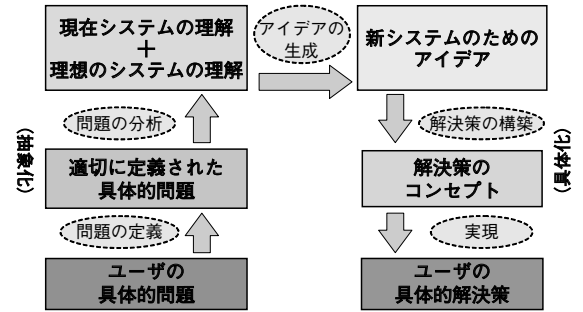 現在システムの理解
＋
理想のシステムの理解
アイデアの
生成
新システムのための
アイデア
問題の分析
解決策の構築
(抽象化)
適切に定義された
具体的問題
解決策の
コンセプト
(具体化)
問題の定義
実現
ユーザの
具体的問題
ユーザの
具体的解決策